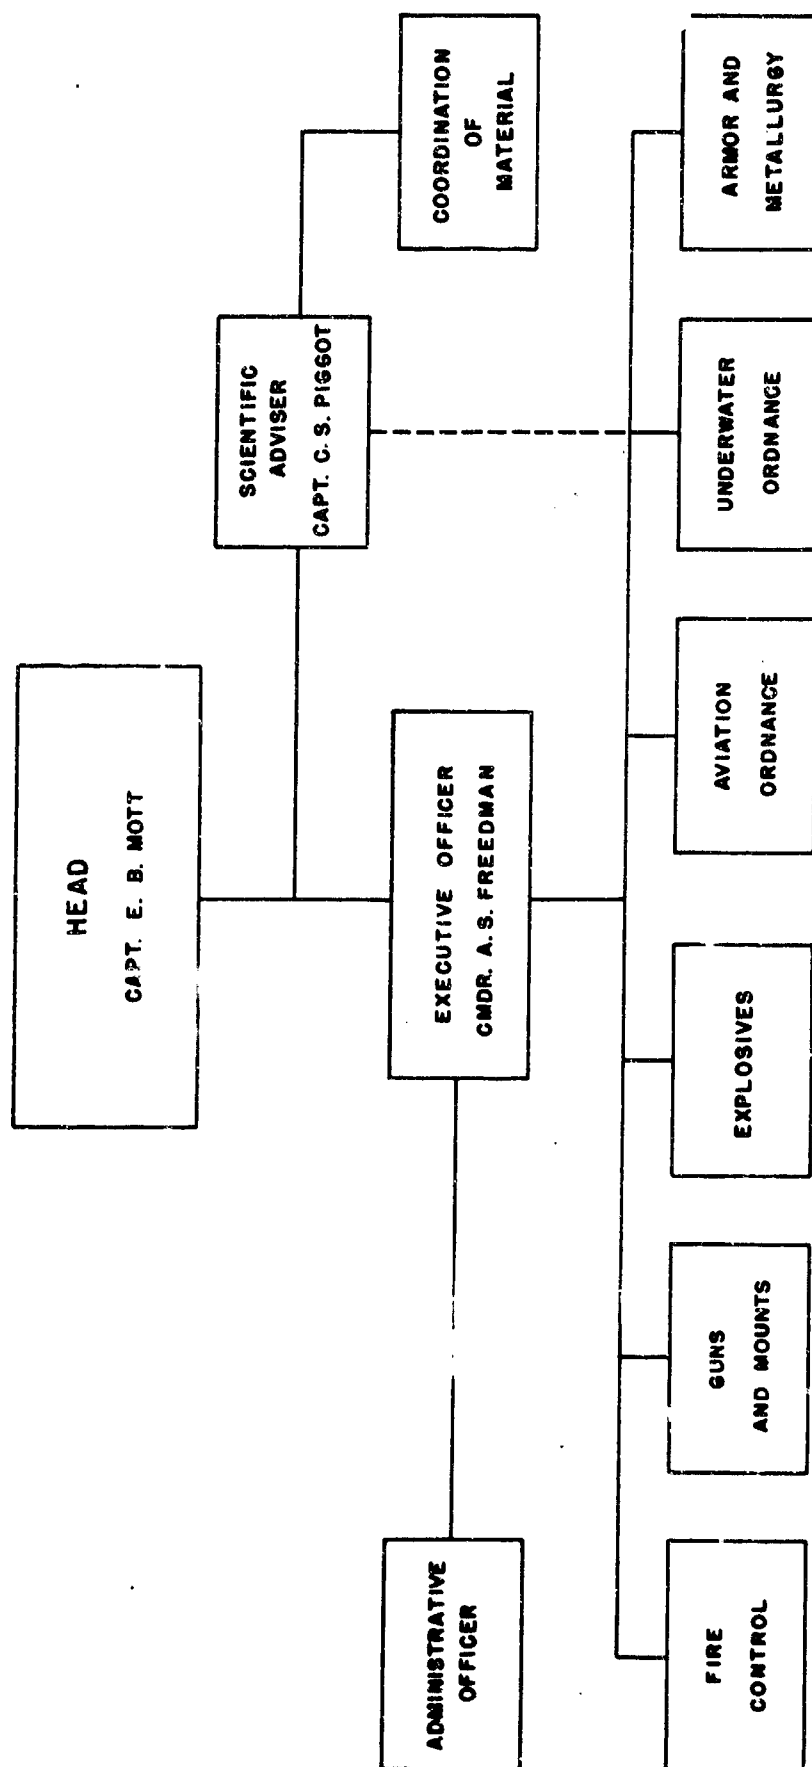 HEAD
CAPT. E. B. MOTT
SCIENTIFIC
ADVISER
CAPT. C. S. PIGGOT
EXECUTIVE OFFICER
CMDR. A. S. FREEDMAN
COORDINATION
OF
MATERIAL
ADMINISTRATIVE
OFFICER
FIRE
CONTROL
GUNS
AND MOUNTS
EXPLOSIVES
AVIATION
ORDNANCE
UNDERWATER
ORDNANCE
ARMOR AND
METALLURGY